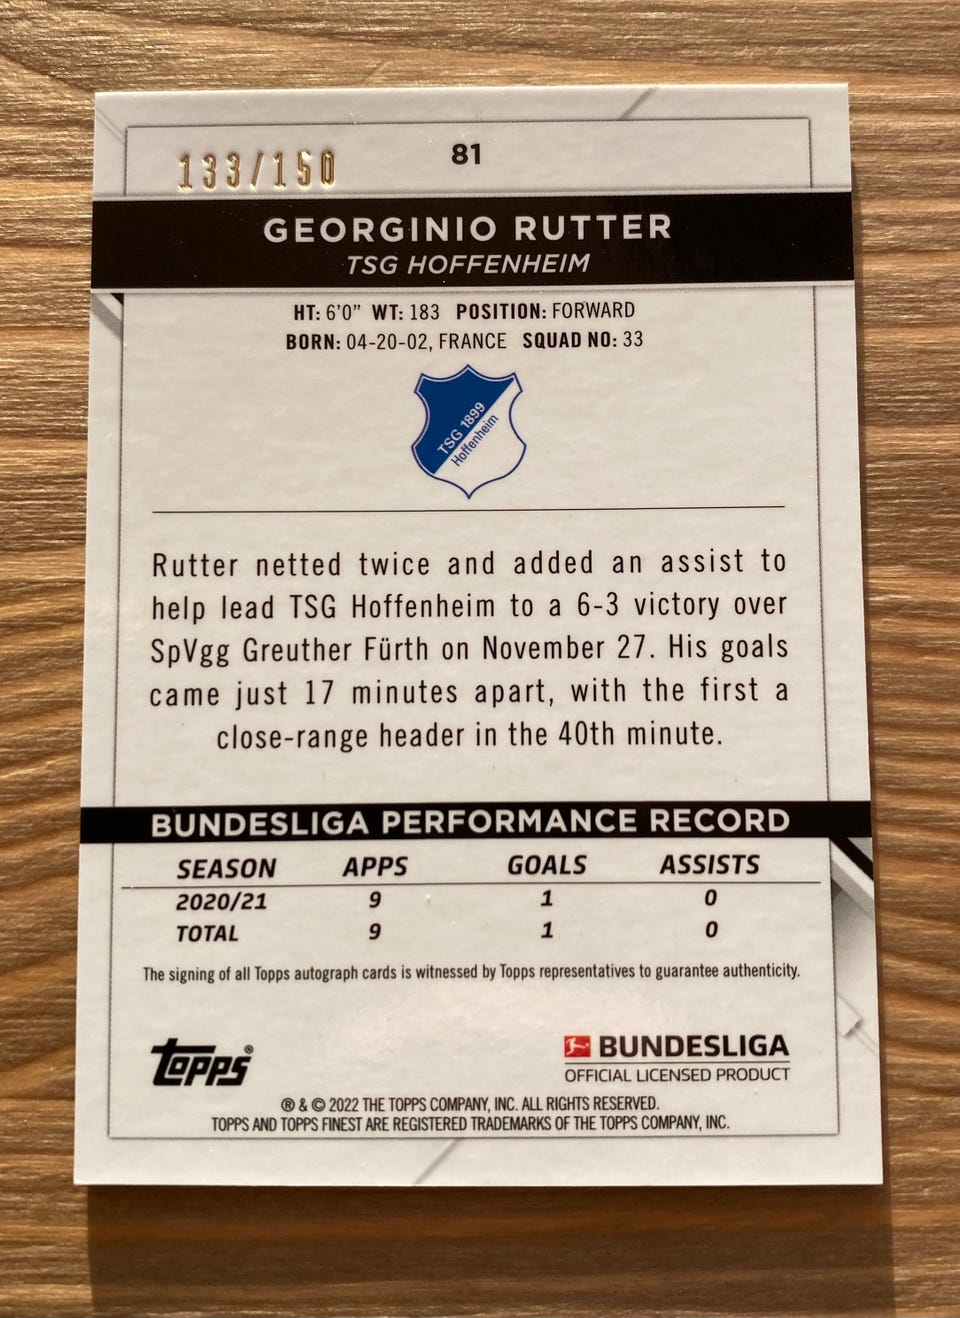 133/150
81
GEORGINIO RUTTER
TSG HOFFENHEIM
HT: 6'0” WT: 183 POSITION: FORWARD
BORN: 04-20-02, FRANCE SQUAD NO: 33
TSG 1899
Hoffenheim
Rutter netted twice and added an assist to
help lead TSG Hoffenheim to a 6-3 victory over
SpVgg Greuther Fürth on November 27. His goals
came just 17 minutes apart, with the first a
close-range header in the 40th minute.
BUNDESLIGA PERFORMANCE RECORD
SEASON APPS GOALS ASSISTS
2020/21 9 1 0
TOTAL 9 1 0
The signing of all Topps autograph cards is witnessed by Topps representatives to guarantee authenticity.
Topps®
BUNDESLIGA
OFFICIAL LICENSED PRODUCT
® & © 2022 THE TOPPS COMPANY, INC. ALL RIGHTS RESERVED.
TOPPS AND TOPPS FINEST ARE REGISTERED TRADEMARKS OF THE TOPPS COMPANY, INC.